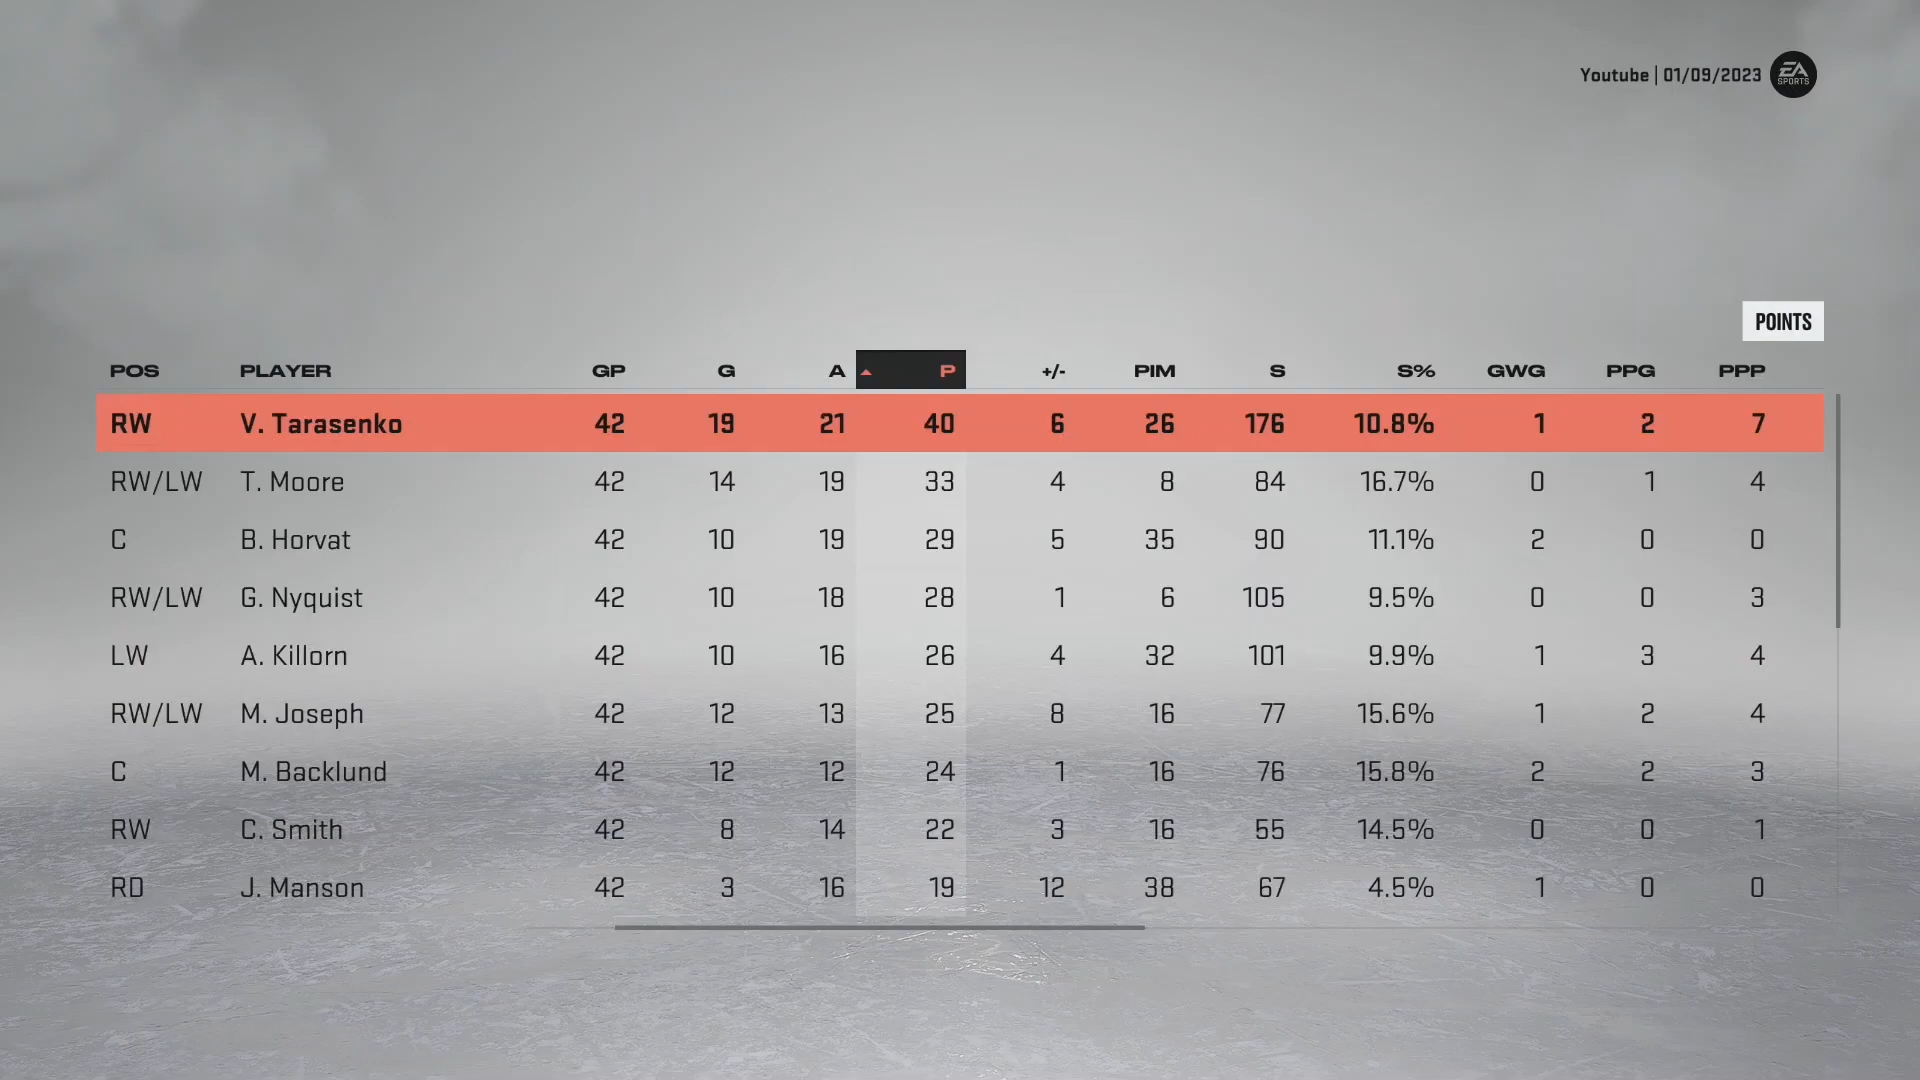 Youtube | 01/09/2023 EA SPORTS
POINTS
POS PLAYER GP G A P +/- PIM S S% GWG PPG PPP
RW V. Tarasenko 42 19 21 40 6 26 176 10.8% 1 2 7
RW/LW T. Moore 42 14 19 33 4 8 84 16.7% 0 1 4
C B. Horvat 42 10 19 29 5 35 90 11.1% 2 0 0
RW/LW G. Nyquist 42 10 18 28 1 6 105 9.5% 0 0 3
LW A. Killorn 42 10 16 26 4 32 101 9.9% 1 3 4
RW/LW M. Joseph 42 12 13 25 8 16 77 15.6% 1 2 4
C M. Backlund 42 12 12 24 1 16 76 15.8% 2 2 3
RW C. Smith 42 8 14 22 3 16 55 14.5% 0 0 1
RD J. Manson 42 3 16 19 12 38 67 4.5% 1 0 0